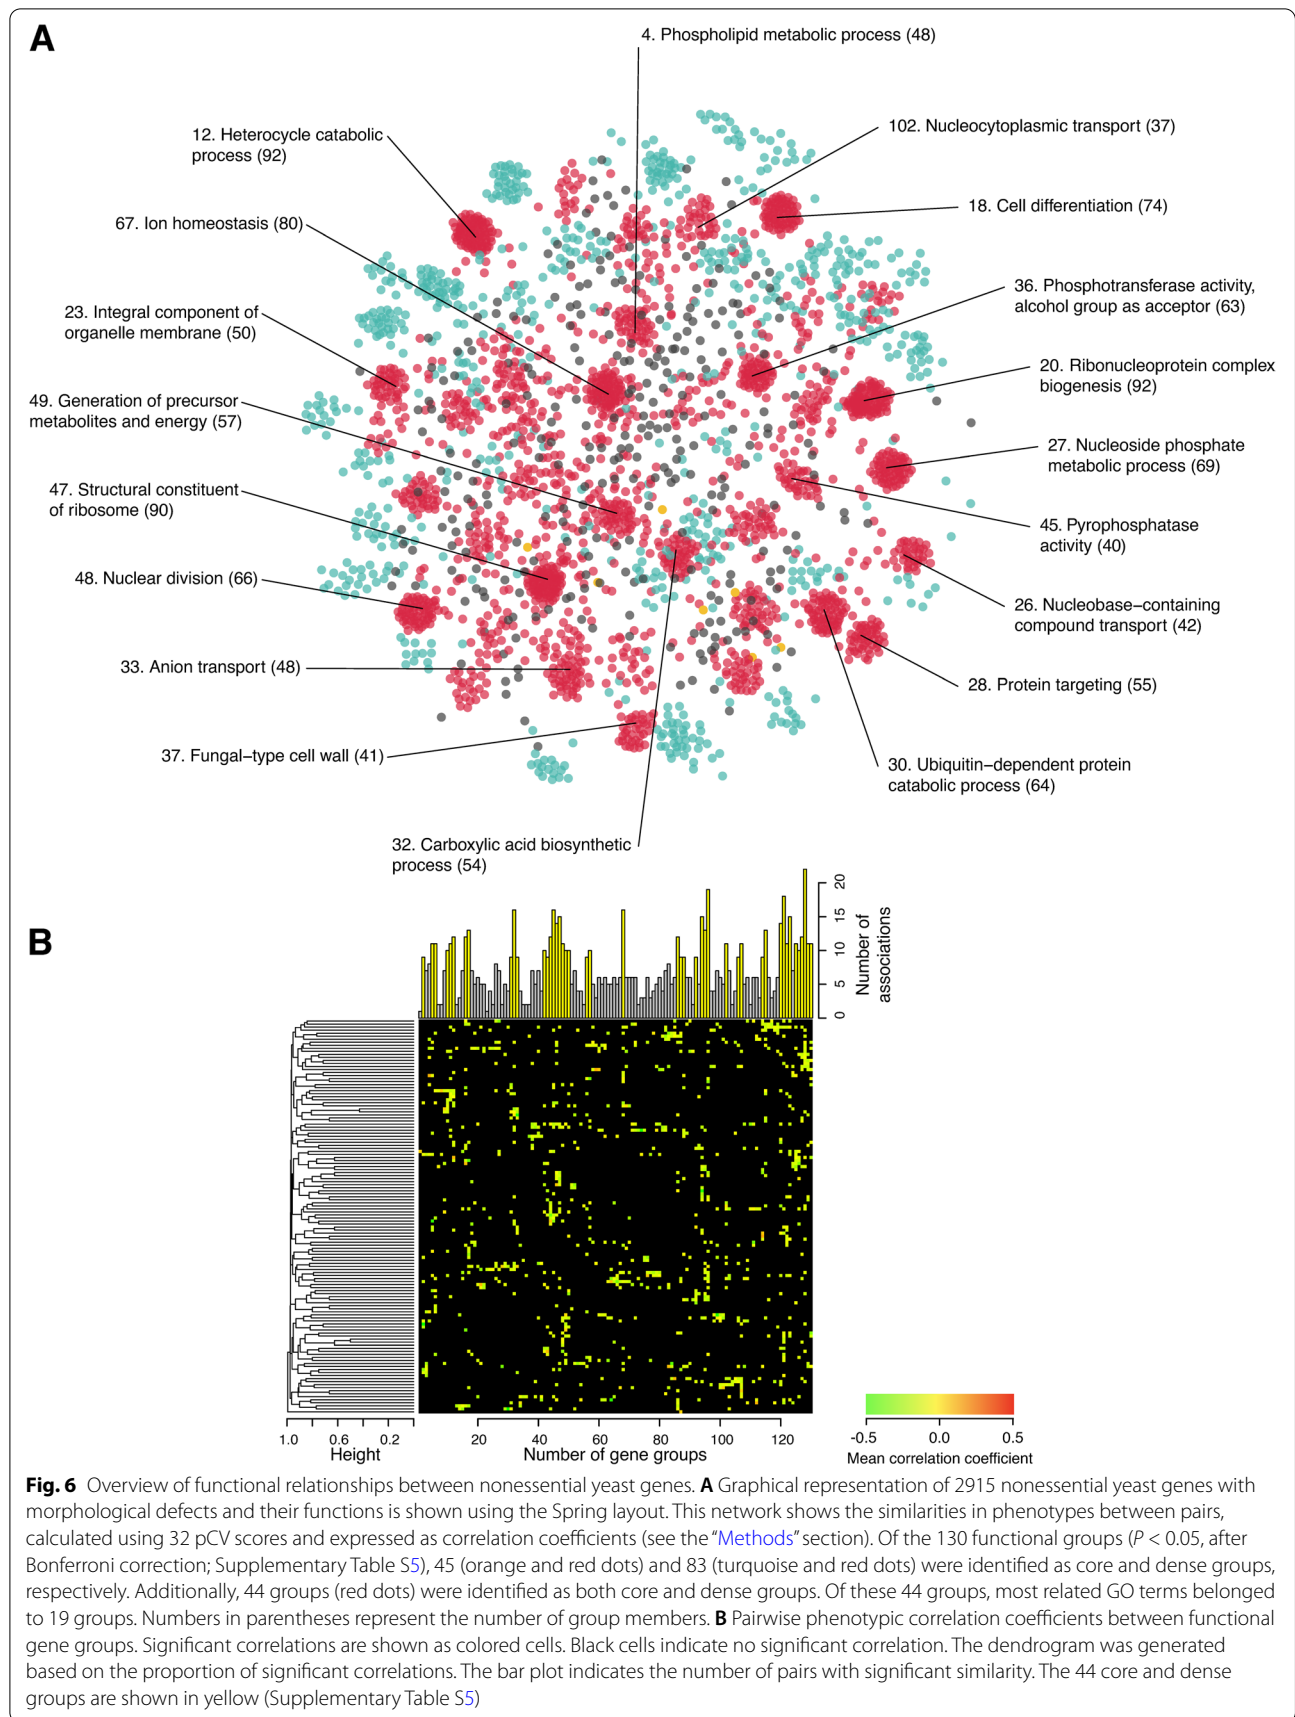 A
4. Phospholipid metabolic process (48)
12. Heterocycle catabolic
process (92)
102. Nucleocytoplasmic transport (37)
67. Ion homeostasis (80)
18. Cell differentiation (74)
23. Integral component of
organelle membrane (50)
36. Phosphotransferase activity,
alcohol group as acceptor (63)
20. Ribonucleoprotein complex
biogenesis (92)
49. Generation of precursor
metabolites and energy (57)
27. Nucleoside phosphate
metabolic process (69)
47. Structural constituent
of ribosome (90)
45. Pyrophosphatase
activity (40)
48. Nuclear division (66)
26. Nucleobase−containing
compound transport (42)
33. Anion transport (48)
28. Protein targeting (55)
37. Fungal−type cell wall (41)
30. Ubiquitin−dependent protein
catabolic process (64)
32. Carboxylic acid biosynthetic
process (54)
B
0 5 10 15 20
Number of
associations
1.0 0.6 0.2
Height
20 40 60 80 100 120
Number of gene groups
-0.5 0.0 0.5
Mean correlation coefficient
Fig. 6 Overview of functional relationships between nonessential yeast genes. A Graphical representation of 2915 nonessential yeast genes with
morphological defects and their functions is shown using the Spring layout. This network shows the similarities in phenotypes between pairs,
calculated using 32 pCV scores and expressed as correlation coefficients (see the “Methods” section). Of the 130 functional groups (P < 0.05, after
Bonferroni correction; Supplementary Table S5), 45 (orange and red dots) and 83 (turquoise and red dots) were identified as core and dense groups,
respectively. Additionally, 44 groups (red dots) were identified as both core and dense groups. Of these 44 groups, most related GO terms belonged
to 19 groups. Numbers in parentheses represent the number of group members. B Pairwise phenotypic correlation coefficients between functional
gene groups. Significant correlations are shown as colored cells. Black cells indicate no significant correlation. The dendrogram was generated
based on the proportion of significant correlations. The bar plot indicates the number of pairs with significant similarity. The 44 core and dense
groups are shown in yellow (Supplementary Table S5)